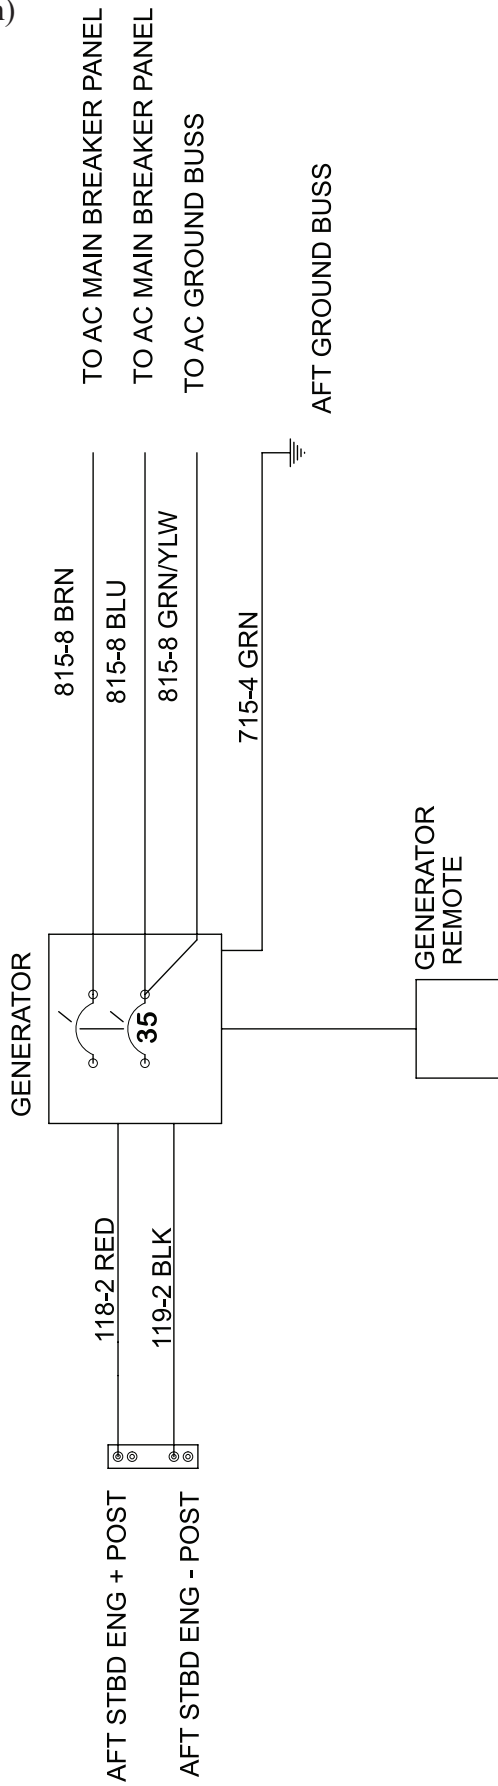 n)
TO AC MAIN BREAKER PANEL
TO AC MAIN BREAKER PANEL
TO AC GROUND BUSS
AFT GROUND BUSS
815-8 BRN
815-8 BLU
815-8 GRN/YLW
715-4 GRN
GENERATOR
35
GENERATOR
REMOTE
118-2 RED
119-2 BLK
AFT STBD ENG + POST
AFT STBD ENG - POST